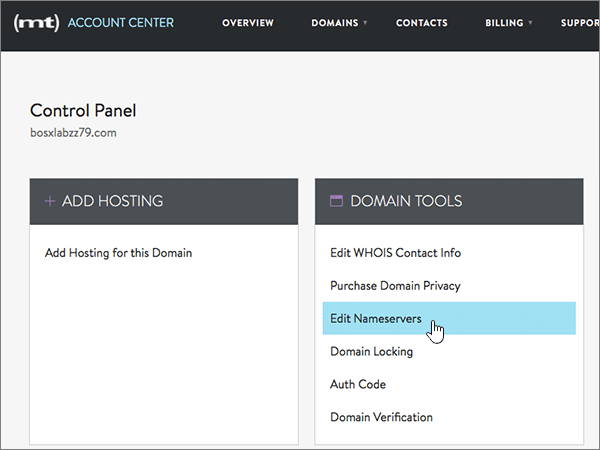 (mt) ACCOUNT CENTER OVERVIEW DOMAINS CONTACTS BILLING SUPPOR
Control Panel
bosxlabzz79.com
ADD HOSTING
Add Hosting for this Domain
DOMAIN TOOLS
Edit WHOIS Contact Info
Purchase Domain Privacy
Edit Nameservers
Domain Locking
Auth Code
Domain Verification